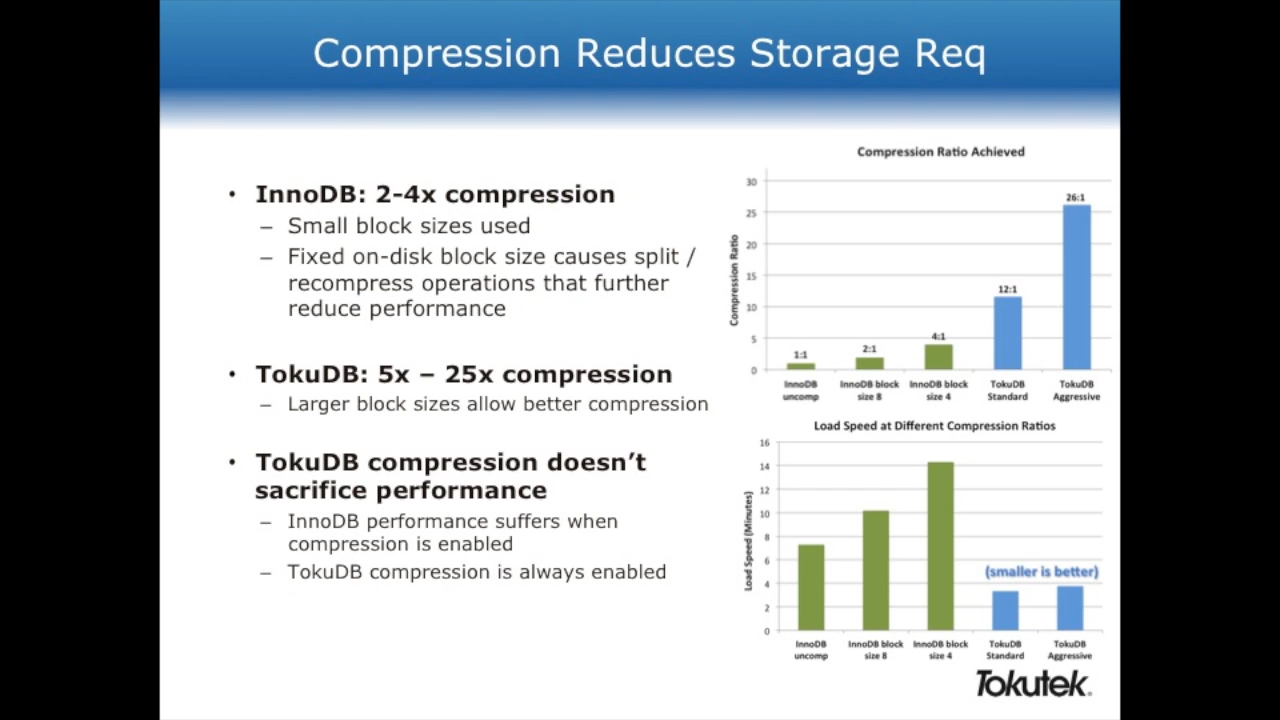 Compression Reduces Storage Req
• InnoDB: 2-4x compression
– Small block sizes used
– Fixed on-disk block size causes split /
recompress operations that further
reduce performance
• TokuDB: 5x – 25x compression
– Larger block sizes allow better compression
• TokuDB compression doesn’t
sacrifice performance
– InnoDB performance suffers when
compression is enabled
– TokuDB compression is always enabled
Compression Ratio Achieved
Compression Ratio
30
25
20
15
10
5
0
1:1
2:1
4:1
12:1
26:1
InnoDB uncomp
InnoDB block size 8
InnoDB block size 4
TokuDB Standard
TokuDB Aggressive
Load Speed at Different Compression Ratios
Load Speed (Minutes)
16
14
12
10
8
6
4
2
0
(smaller is better)
InnoDB uncomp
InnoDB block size 8
InnoDB block size 4
TokuDB Standard
TokuDB Aggressive
Tokutek.